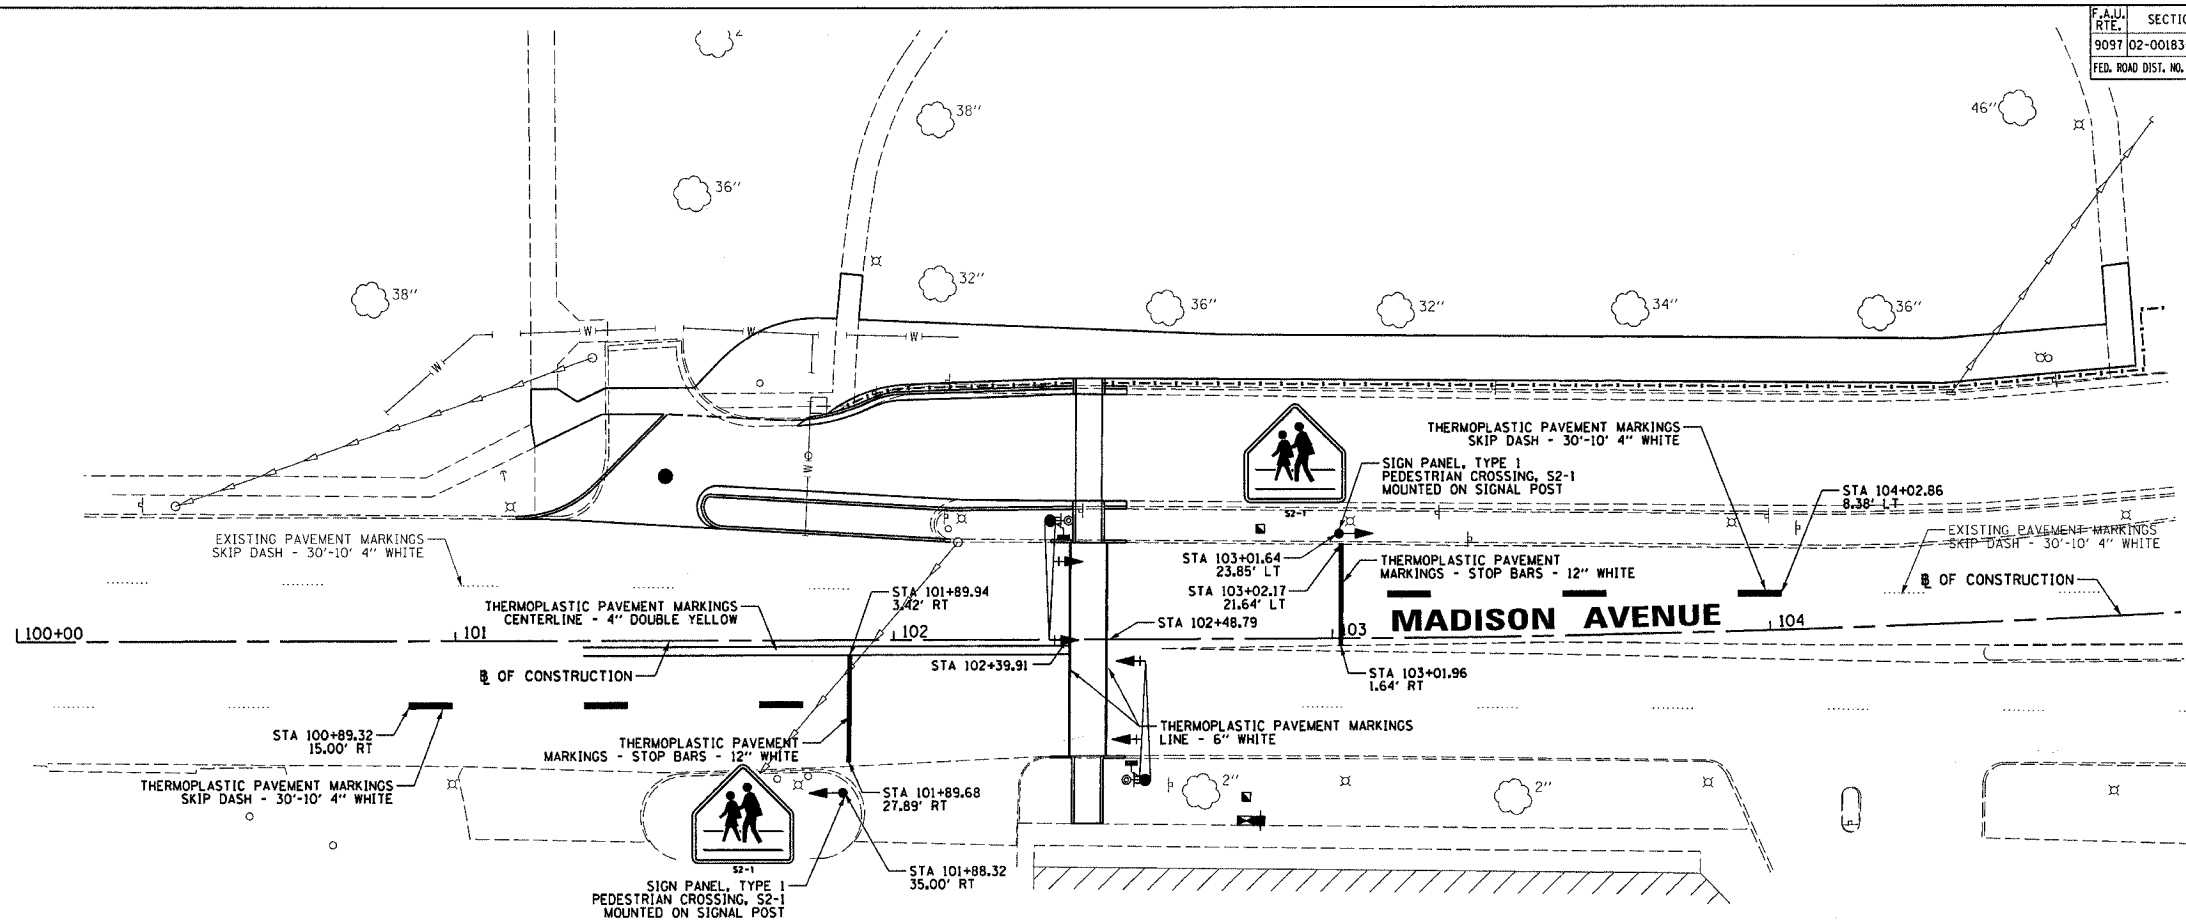 F.A.U.
RTE.
SECTIO
9097
02-00183
FED. ROAD DIST. NO.
2
38"
46"
36"
38"
32"
36"
32"
34"
36"
W
W
W
W
W
THERMOPLASTIC PAVEMENT MARKINGS
SKIP DASH - 30'-10' 4" WHITE
SIGN PANEL, TYPE 1
PEDESTRIAN CROSSING, S2-1
MOUNTED ON SIGNAL POST
S2-1
STA 104+02.86
8.38' LT
EXISTING PAVEMENT MARKINGS
SKIP DASH - 30'-10' 4" WHITE
EXISTING PAVEMENT MARKINGS
SKIP DASH - 30'-10' 4" WHITE
STA 103+01.64
23.85' LT
STA 103+02.17
21.64' LT
THERMOPLASTIC PAVEMENT
MARKINGS - STOP BARS - 12" WHITE
℄ OF CONSTRUCTION
STA 101+89.94
3.42' RT
THERMOPLASTIC PAVEMENT MARKINGS
CENTERLINE - 4" DOUBLE YELLOW
MADISON AVENUE
100+00
101
102
103
104
STA 102+48.79
STA 102+39.91
℄ OF CONSTRUCTION
STA 103+01.96
1.64' RT
STA 100+89.32
15.00' RT
THERMOPLASTIC PAVEMENT
MARKINGS - STOP BARS - 12" WHITE
THERMOPLASTIC PAVEMENT MARKINGS
LINE - 6" WHITE
THERMOPLASTIC PAVEMENT MARKINGS
SKIP DASH - 30'-10' 4" WHITE
STA 101+89.68
27.89' RT
2"
2"
S2-1
STA 101+88.32
35.00' RT
SIGN PANEL, TYPE 1
PEDESTRIAN CROSSING, S2-1
MOUNTED ON SIGNAL POST